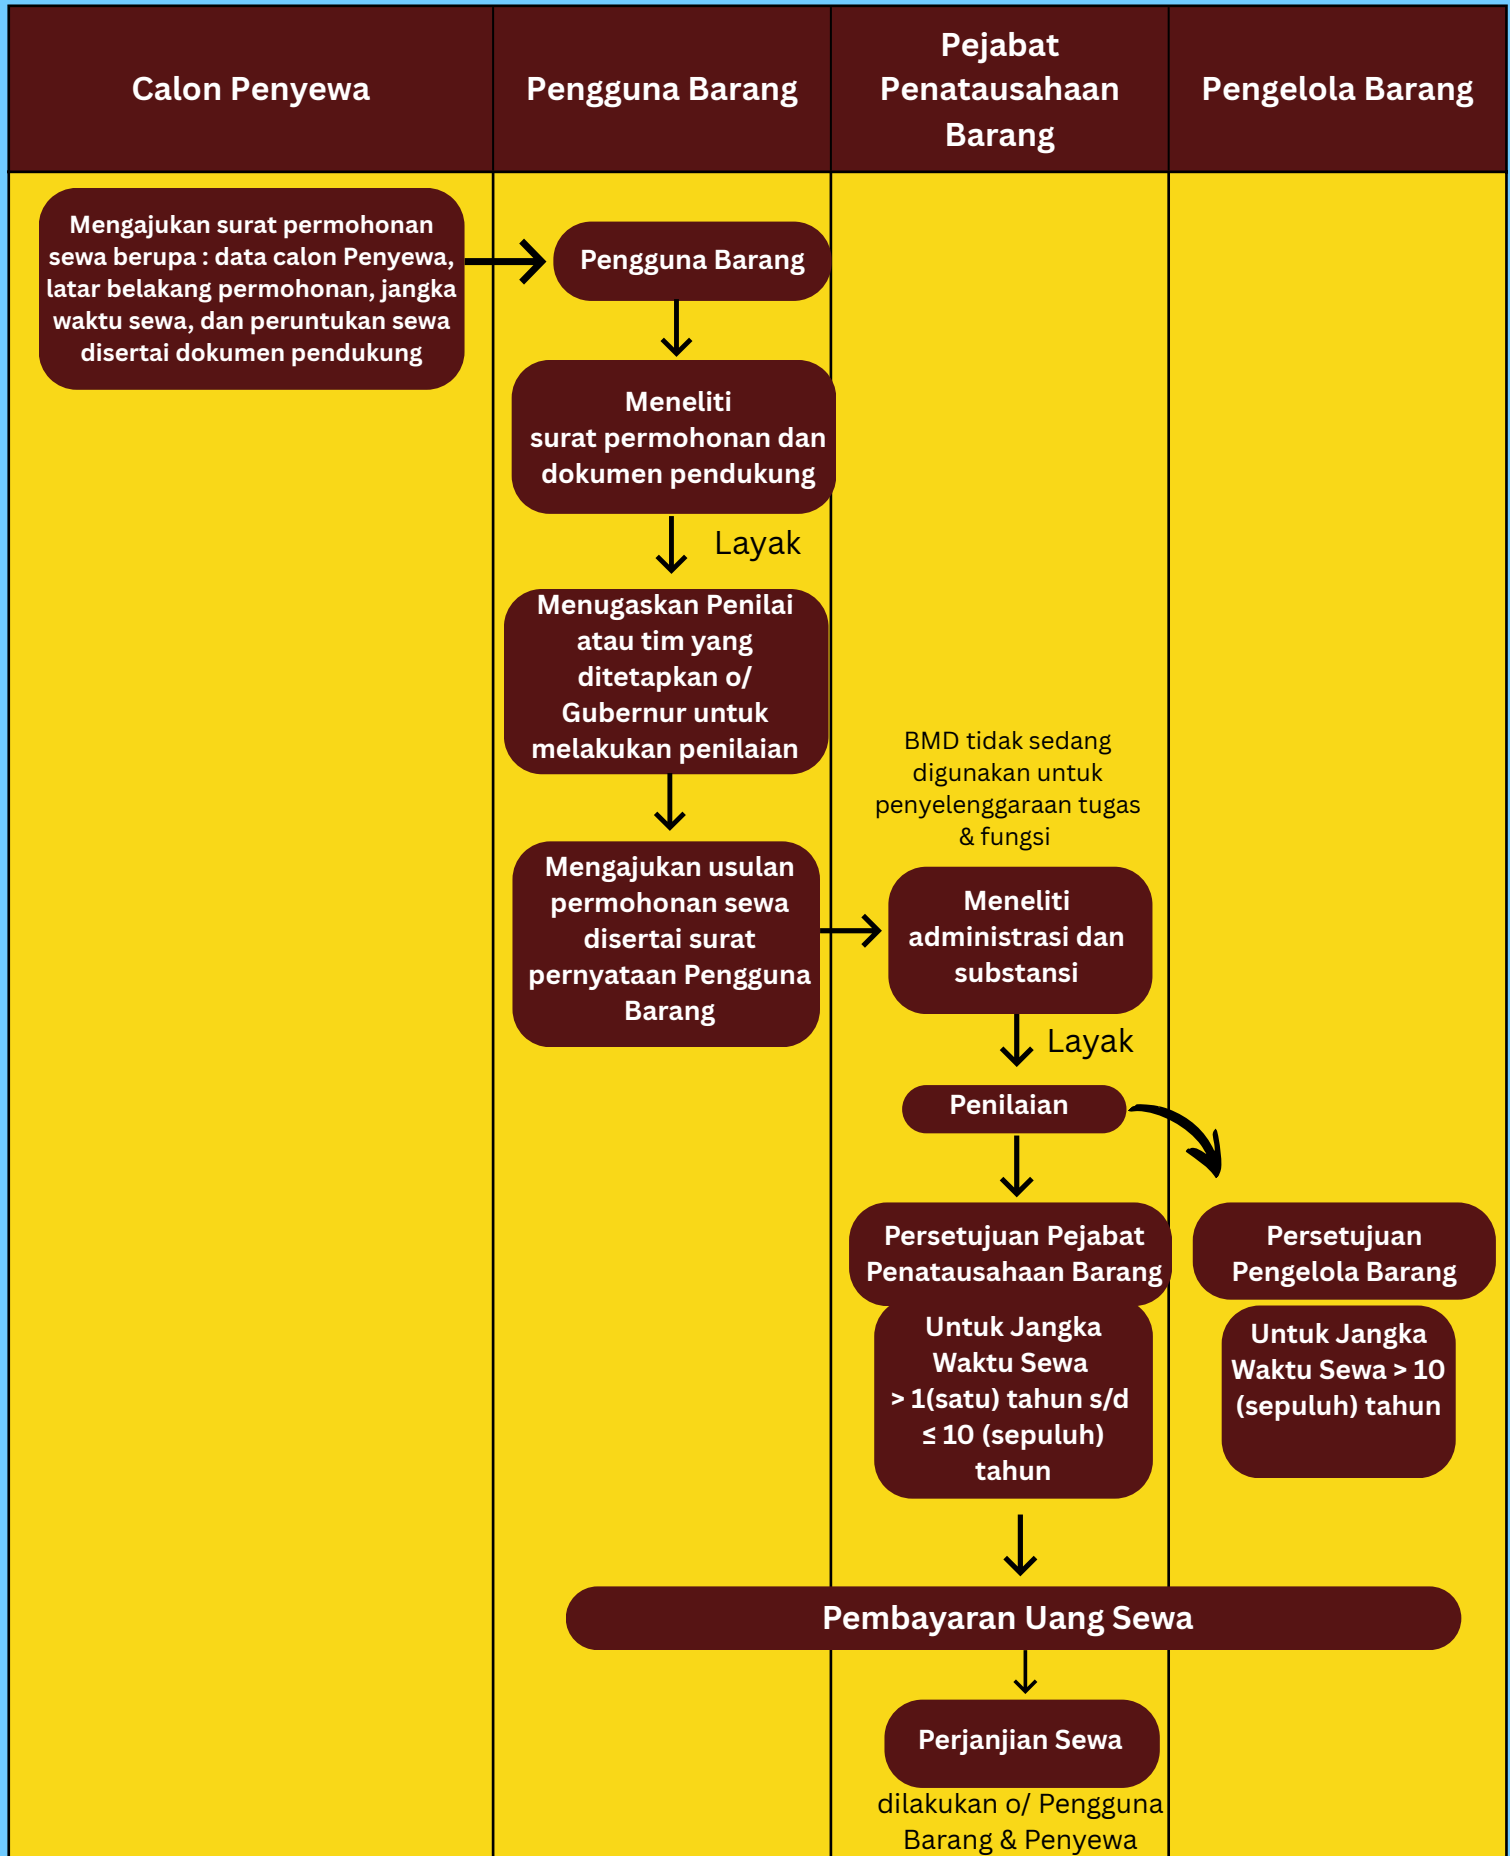 Calon Penyewa
Pengguna Barang
Pejabat
Penatausahaan
Barang
Pengelola Barang
Mengajukan surat permohonan
sewa berupa : data calon Penyewa,
latar belakang permohonan, jangka
waktu sewa, dan peruntukan sewa
disertai dokumen pendukung
Pengguna Barang
Meneliti
surat permohonan dan
dokumen pendukung
Layak
Menugaskan Penilai
atau tim yang
ditetapkan o/
Gubernur untuk
melakukan penilaian
Mengajukan usulan
permohonan sewa
disertai surat
pernyataan Pengguna
Barang
BMD tidak sedang
digunakan untuk
penyelenggaraan tugas
& fungsi
Meneliti
administrasi dan
substansi
Layak
Penilaian
Persetujuan Pejabat
Penatausahaan Barang
Untuk Jangka
Waktu Sewa
> 1(satu) tahun s/d
≤ 10 (sepuluh)
tahun
Persetujuan
Pengelola Barang
Untuk Jangka
Waktu Sewa > 10
(sepuluh) tahun
Pembayaran Uang Sewa
Perjanjian Sewa
dilakukan o/ Pengguna
Barang & Penyewa